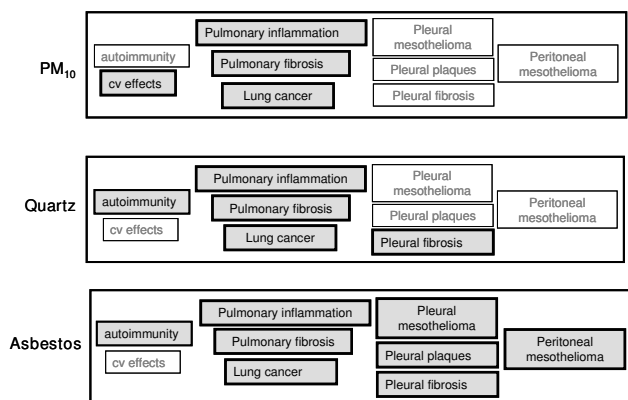 PM10
autoimmunity
cv effects
Pulmonary inflammation
Pulmonary fibrosis
Lung cancer
Pleural
mesothelioma
Pleural plaques
Pleural fibrosis
Peritoneal
mesothelioma
Quartz
autoimmunity
cv effects
Pulmonary inflammation
Pulmonary fibrosis
Lung cancer
Pleural
mesothelioma
Pleural plaques
Pleural fibrosis
Peritoneal
mesothelioma
Asbestos
autoimmunity
cv effects
Pulmonary inflammation
Pulmonary fibrosis
Lung cancer
Pleural
mesothelioma
Pleural plaques
Pleural fibrosis
Peritoneal
mesothelioma